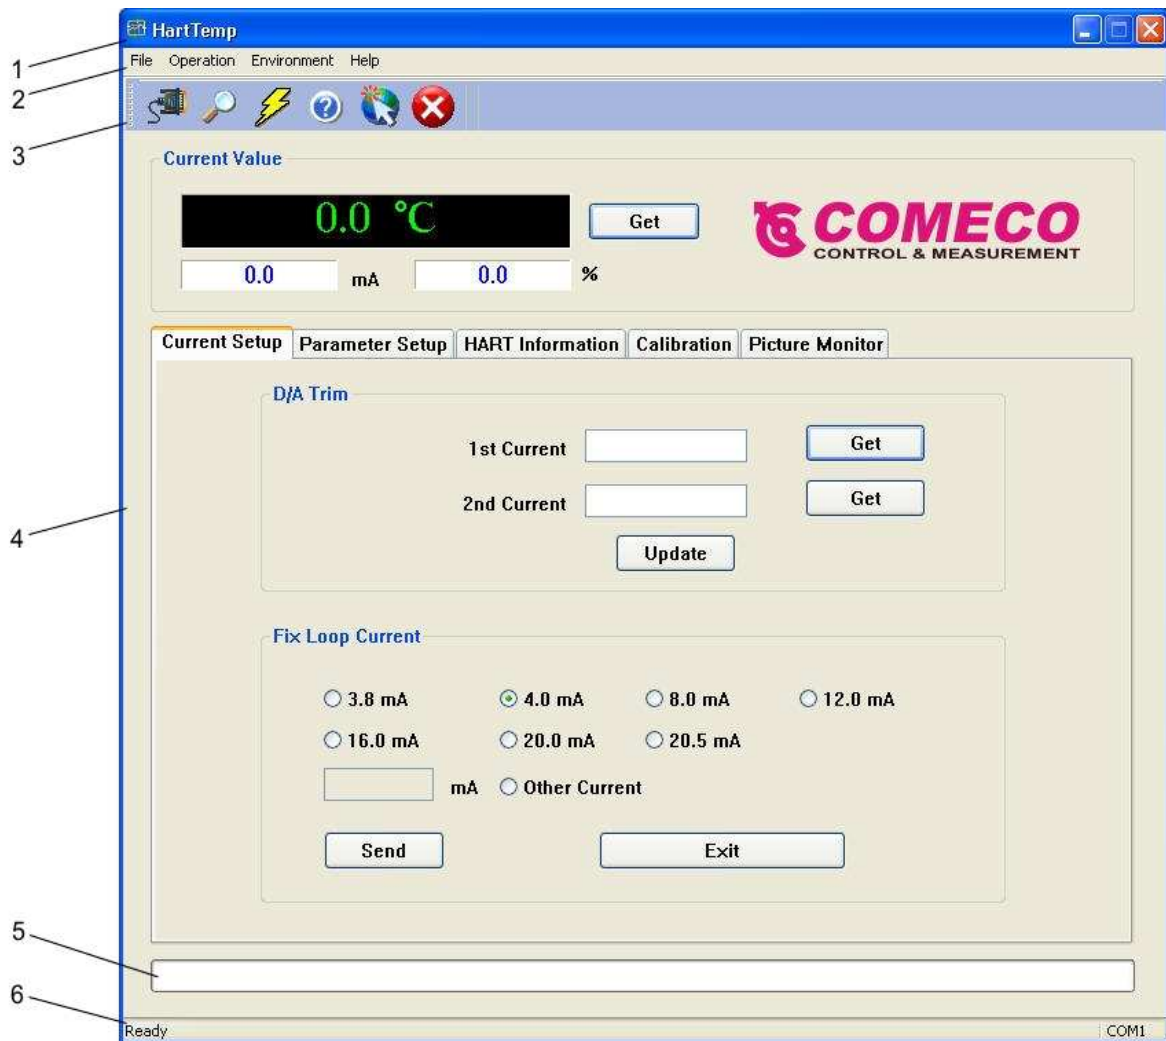 HartTemp
1
File Operation Environment Help
2
3
Current Value
0.0 °C
Get
COMECO
CONTROL & MEASUREMENT
0.0 mA 0.0 %
Current Setup Parameter Setup HART Information Calibration Picture Monitor
D/A Trim
1st Current Get
2nd Current Get
4
Update
Fix Loop Current
3.8 mA 4.0 mA 8.0 mA 12.0 mA
16.0 mA 20.0 mA 20.5 mA
mA Other Current
Send Exit
5
6
Ready COM1